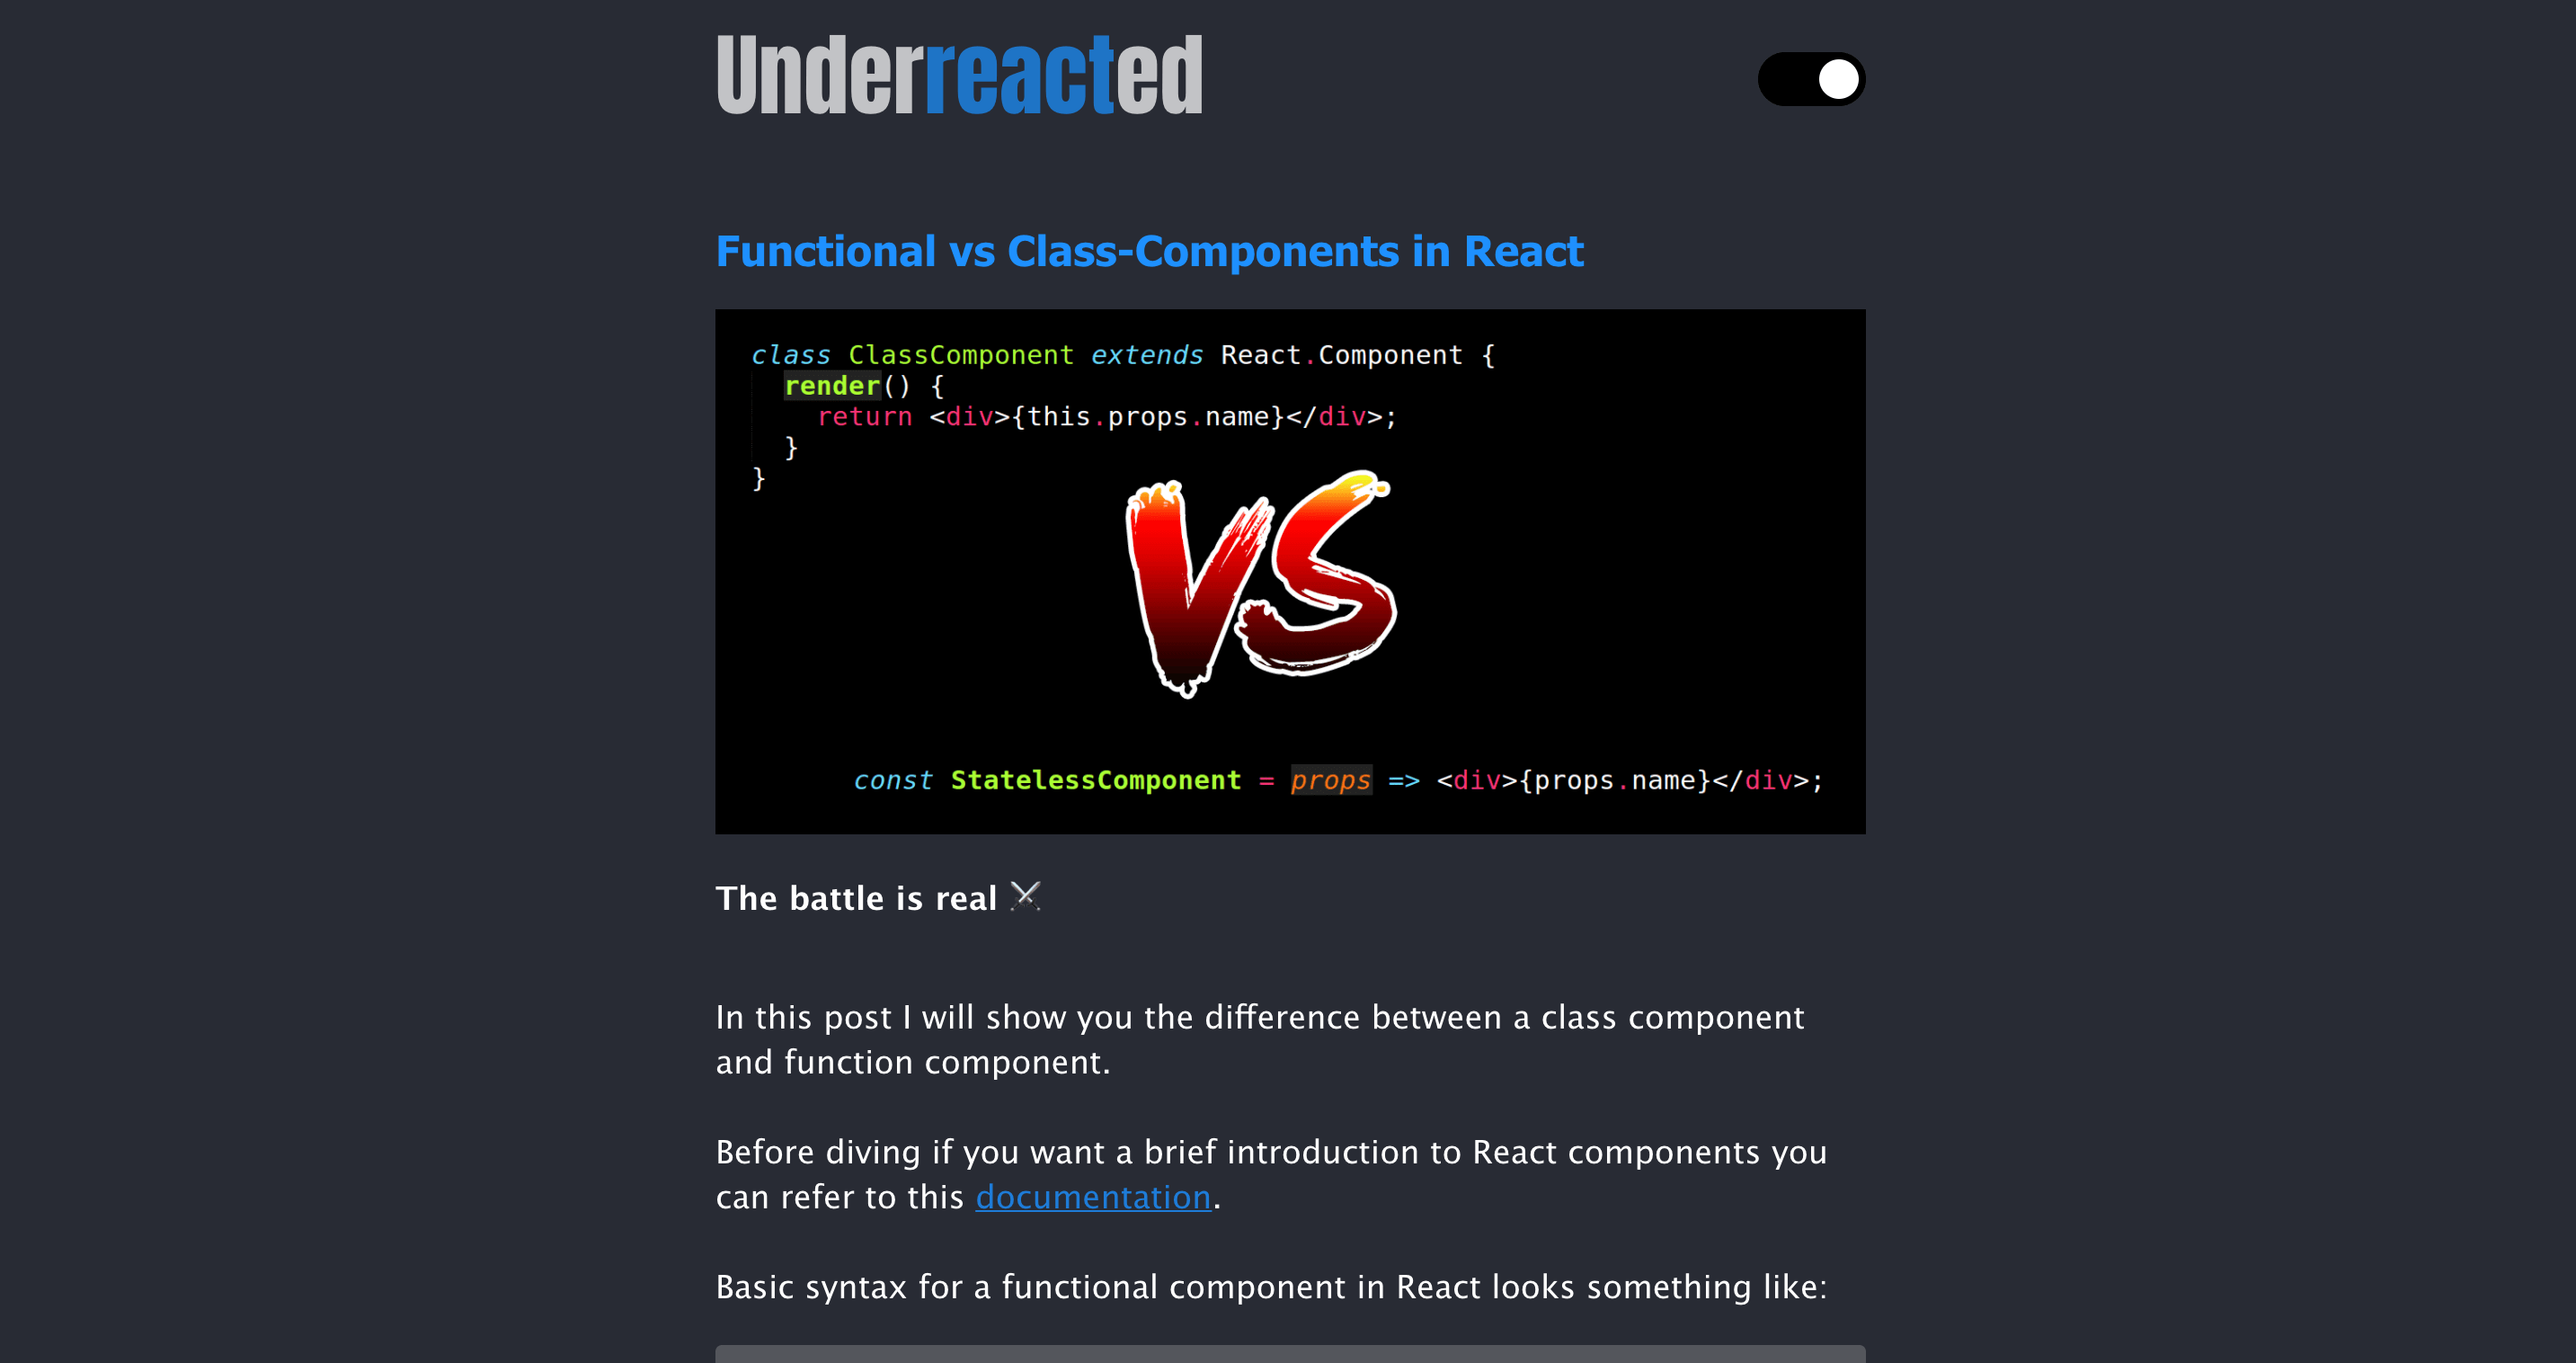 Underreacted
Functional vs Class-Components in React
class ClassComponent extends React.Component {
render() {
return <div>{this.props.name}</div>;
}
}
VS
const StatelessComponent = props => <div>{props.name}</div>;
The battle is real ⚔
In this post I will show you the difference between a class component
and function component.
Before diving if you want a brief introduction to React components you
can refer to this documentation.
Basic syntax for a functional component in React looks something like: